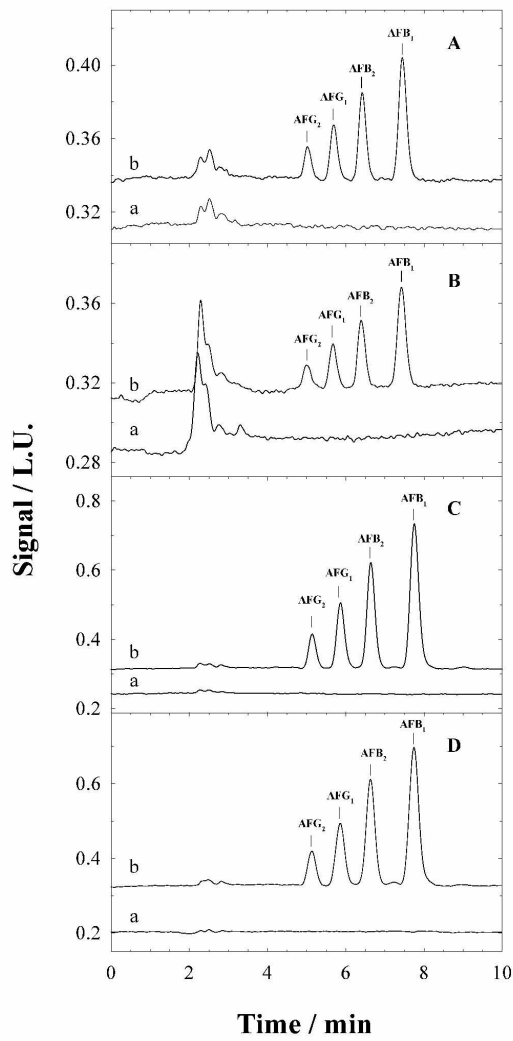 A
AFB₁
AFB₂
AFG₁
AFG₂
0.40
0.36
0.32
b
a
B
AFB₁
AFB₂
AFG₁
AFG₂
0.36
0.32
0.28
b
a
C
AFB₁
AFB₂
AFG₁
AFG₂
0.8
0.6
0.4
0.2
b
a
D
AFB₁
AFB₂
AFG₁
AFG₂
0.6
0.4
0.2
b
a
0 2 4 6 8 10
Time / min
Signal / L.U.